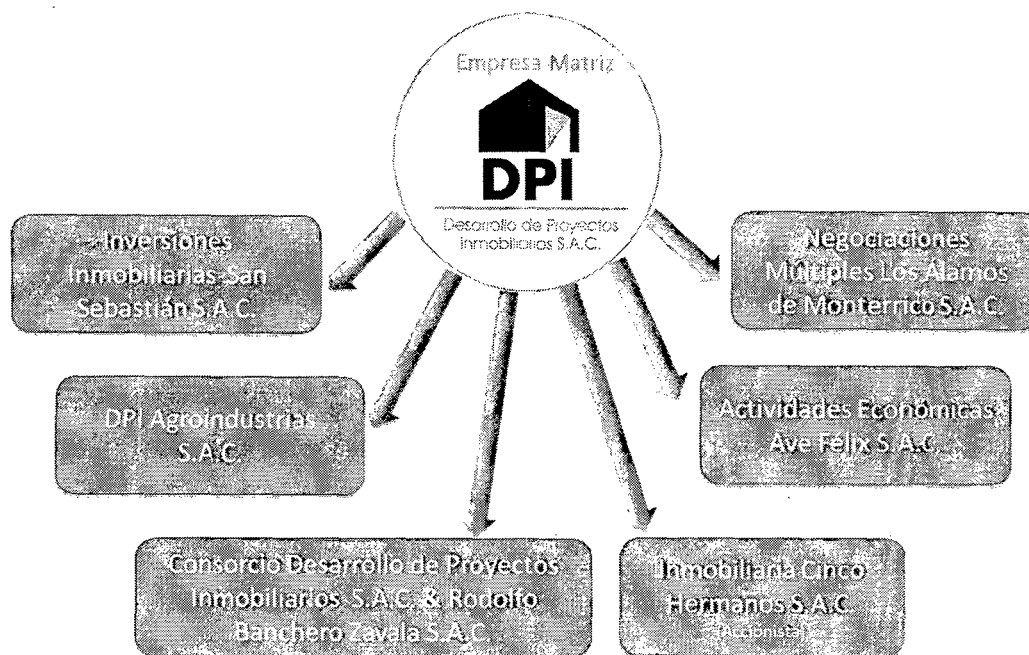 Empresa Matriz
DPI
Desarrollo de Proyectos
Inmobiliarios S.A.C.
Inversiones
Inmobiliarias San
Sebastián S.A.C.
Negociaciones
Múltiples Los Álamos
de Monterrico S.A.C.
DPI Agroindustrias
S.A.C.
Actividades Económicas
Ave Félix S.A.C.
Consorcio Desarrollo de Proyectos
Inmobiliarios S.A.C. & Rodolfo
Banchero Zavala S.A.C.
Inmobiliaria Cinco
Hermanos S.A.C.
(Accionista)